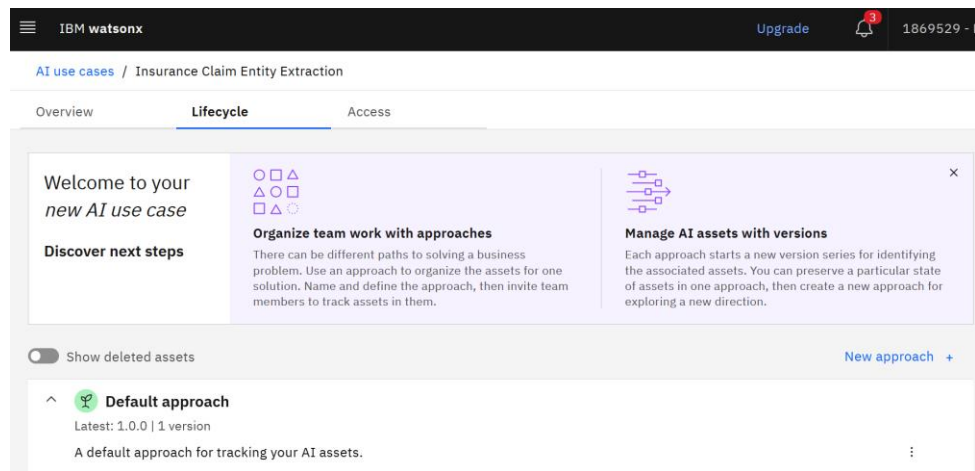 IBM watsonx
Upgrade
3
1869529 -
AI use cases / Insurance Claim Entity Extraction
Overview
Lifecycle
Access
Welcome to your
new AI use case
Discover next steps
Organize team work with approaches
There can be different paths to solving a business
problem. Use an approach to organize the assets for one
solution. Name and define the approach, then invite team
members to track assets in them.
Manage AI assets with versions
Each approach starts a new version series for identifying
the associated assets. You can preserve a particular state
of assets in one approach, then create a new approach for
exploring a new direction.
Show deleted assets
New approach +
Default approach
Latest: 1.0.0 | 1 version
A default approach for tracking your AI assets.